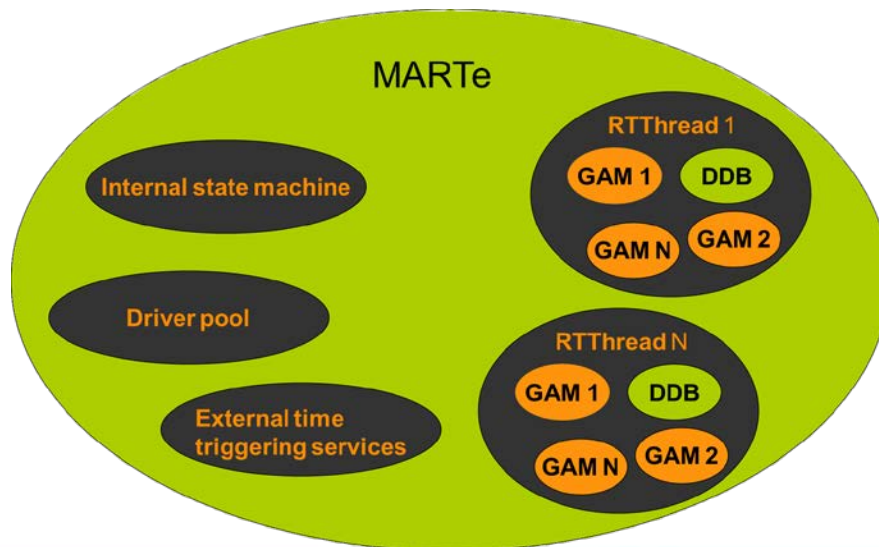 MARTe
RTThread 1
GAM 1
DDB
GAM N
GAM 2
Internal state machine
Driver pool
External time
triggering services
RTThread N
GAM 1
DDB
GAM N
GAM 2